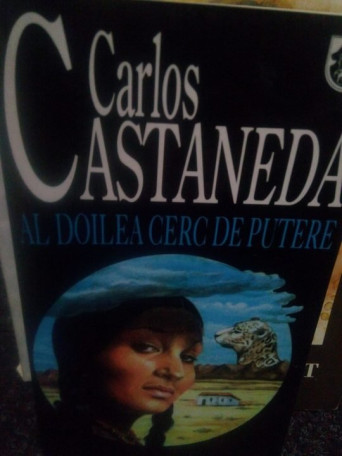 Carlos
CASTANEDA
AL DOILEA CERC DE PUTERE
T